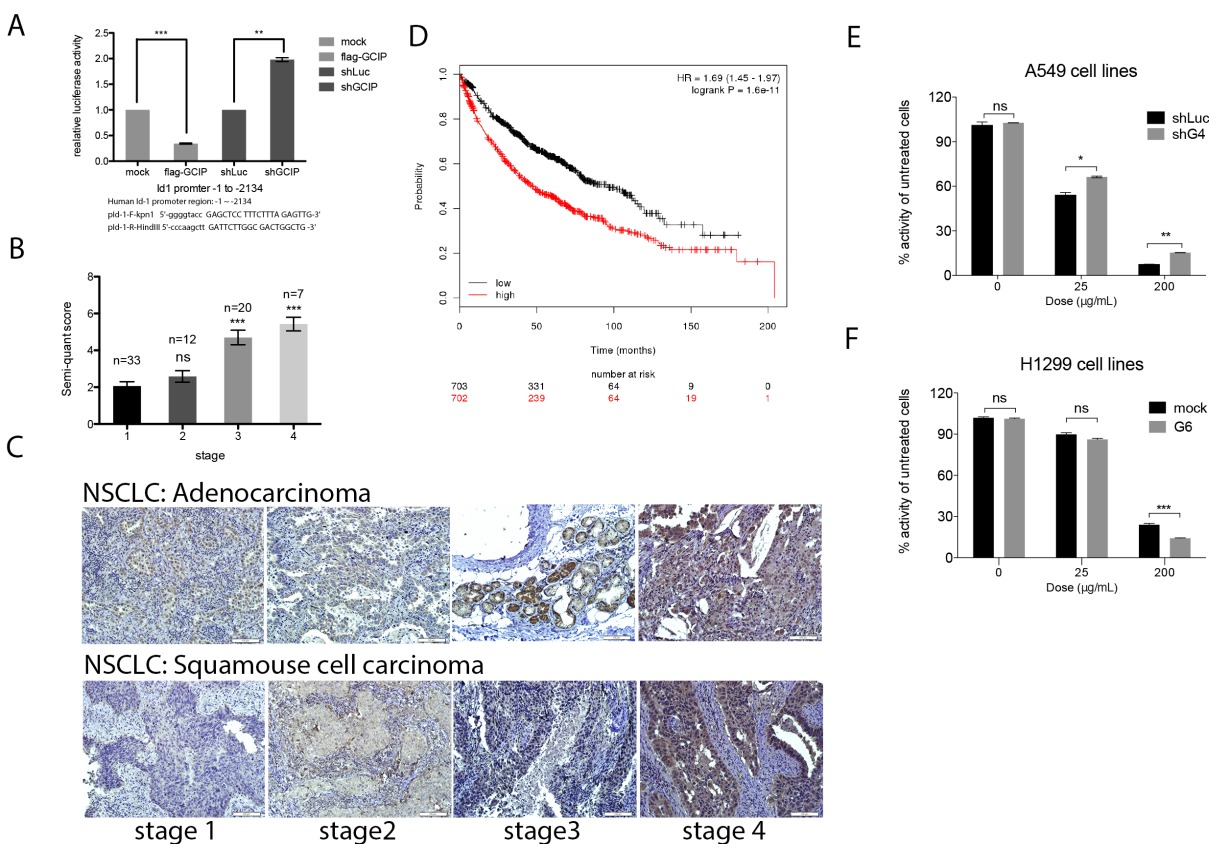 A
realative luciferase activity
2.5
2.0
1.5
1.0
0.5
0.0
***
**
mock
flag-GCIP
shLuc
shGCIP
mock
flag-GCIP
shLuc
shGCIP
Id1 promter -1 to -2134
Human Id-1 promoter region: -1 ~ -2134
pId-1-F-kpn1 5'-ggggtacc GAGCTCC TTTCTTTA GAGTTG-3'
pId-1-R-HindIII 5'-cccaagctt GATTCTTGGC GACTGGCTG -3'
B
Semi-quant score
8
6
4
2
0
n=33
n=12
ns
n=20
***
n=7
***
1 2 3 4
stage
C
NSCLC: Adenocarcinoma
NSCLC: Squamouse cell carcinoma
stage 1 stage2 stage3 stage 4
D
HR = 1.69 (1.45 - 1.97)
logrank P = 1.6e-11
Probability
1.0
0.8
0.6
0.4
0.2
0.0
low
high
0 50 100 150 200
Time (months)
number at risk
703 331 64 9 0
702 239 64 19 1
E
A549 cell lines
% activity of untreated cells
120
90
60
30
0
ns
*
**
shLuc
shG4
0 25 200
Dose (µg/mL)
F
H1299 cell lines
% activity of untreated cells
120
90
60
30
0
ns
ns
***
mock
G6
0 25 200
Dose (µg/mL)